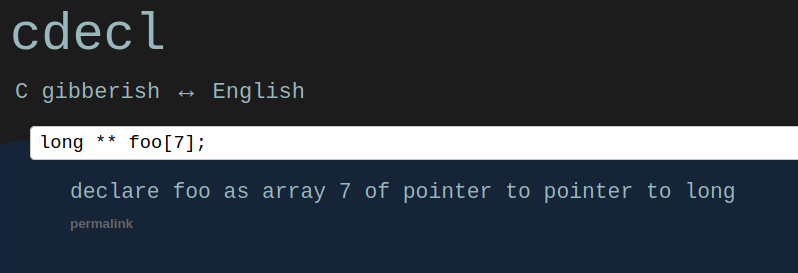 cdecl
C gibberish ↔ English
long ** foo[7];
declare foo as array 7 of pointer to pointer to long
permalink